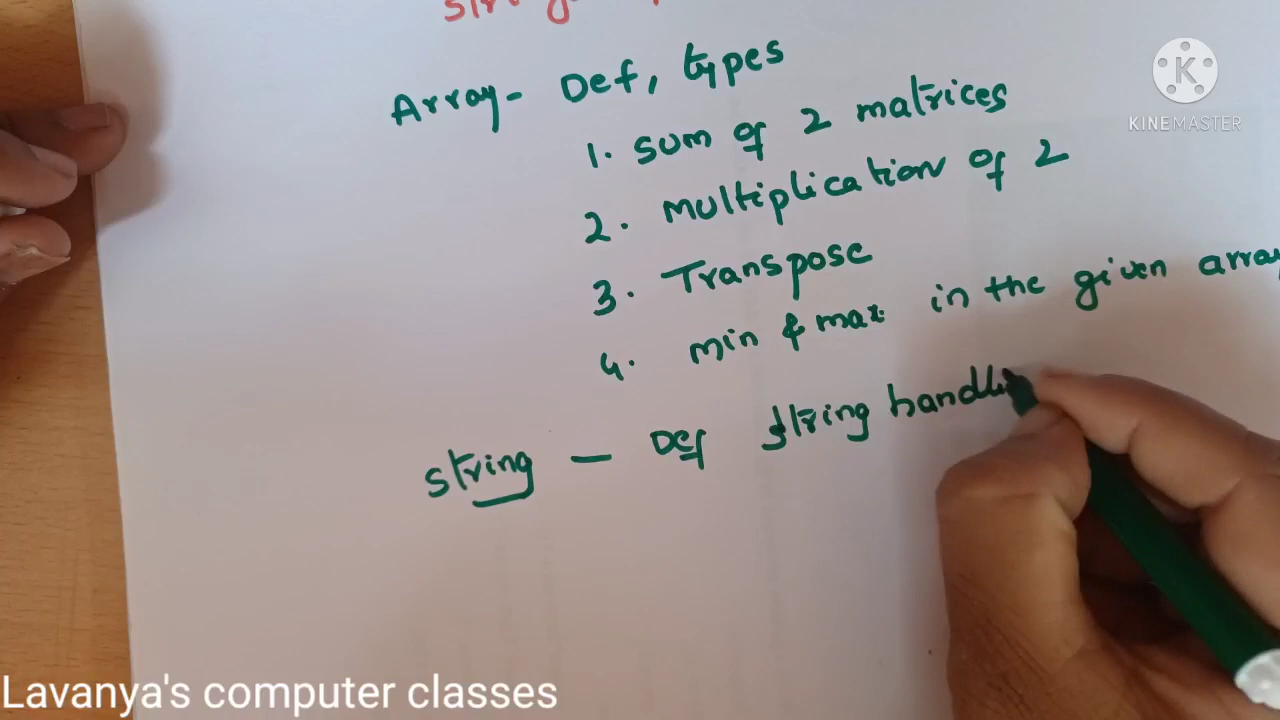 Array- Def, types
1. sum of 2 matrices
2. Multiplication of 2
3. Transpose
4. min & max in the given array
string - Def string handli
KINEMASTER
Lavanya's computer classes